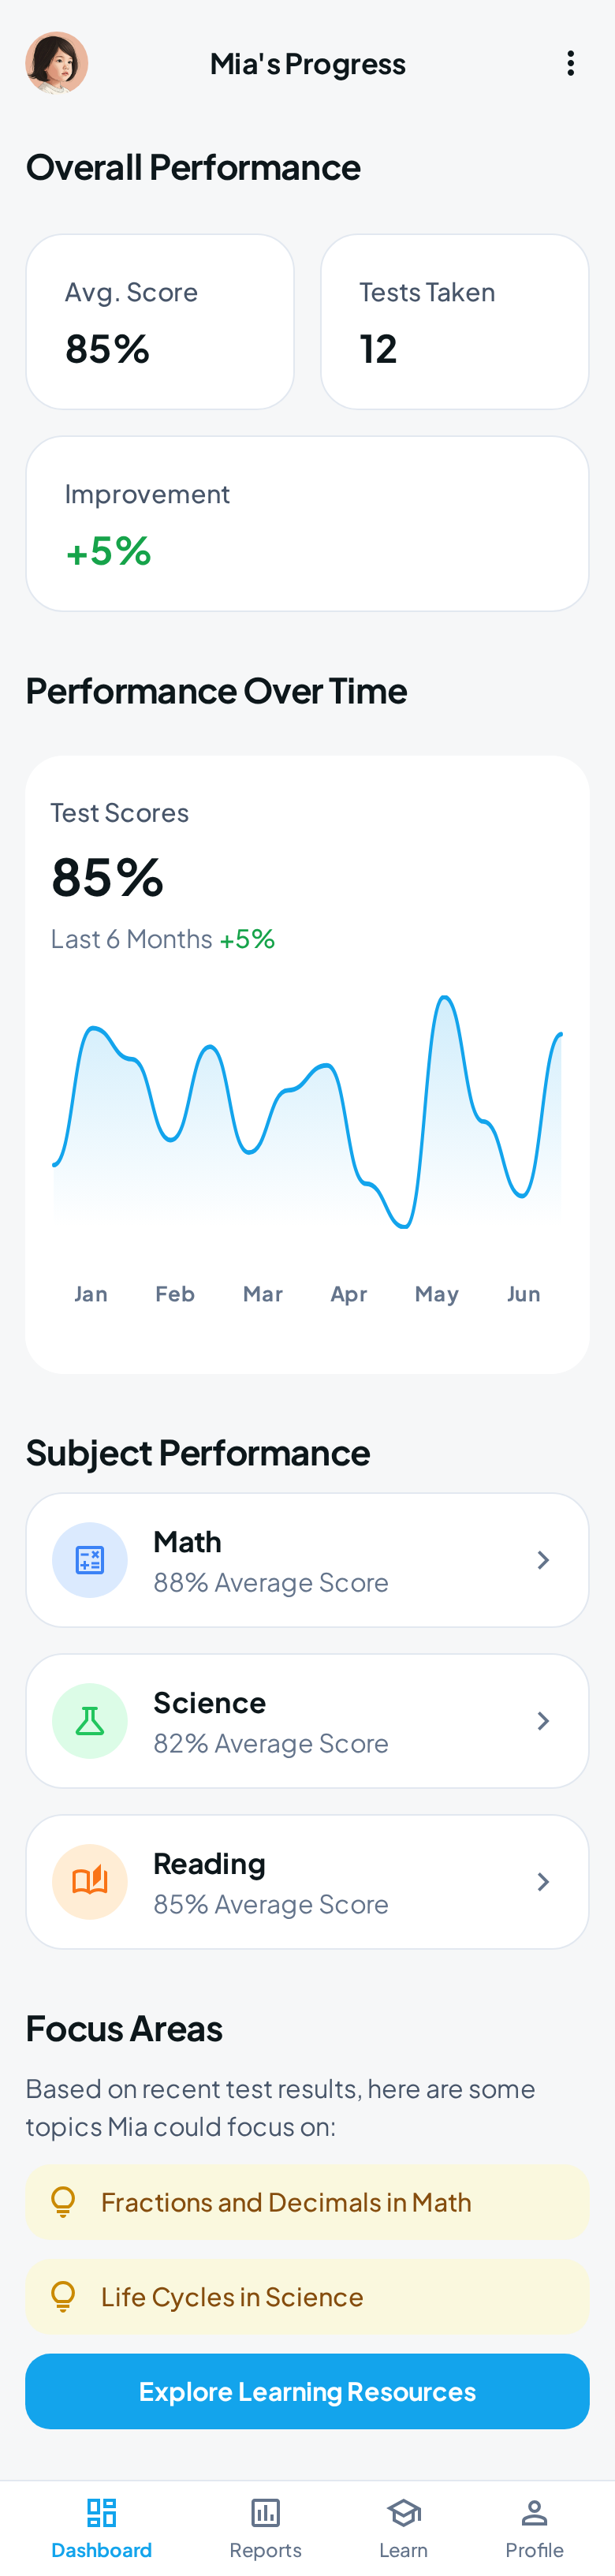 Mia's Progress
Overall Performance
Avg. Score
85%
Tests Taken
12
Improvement
+5%
Performance Over Time
Test Scores
85%
Last 6 Months +5%
Jan Feb Mar Apr May Jun
Subject Performance
Math
88% Average Score
Science
82% Average Score
Reading
85% Average Score
Focus Areas
Based on recent test results, here are some
topics Mia could focus on:
Fractions and Decimals in Math
Life Cycles in Science
Explore Learning Resources
Dashboard Reports Learn Profile